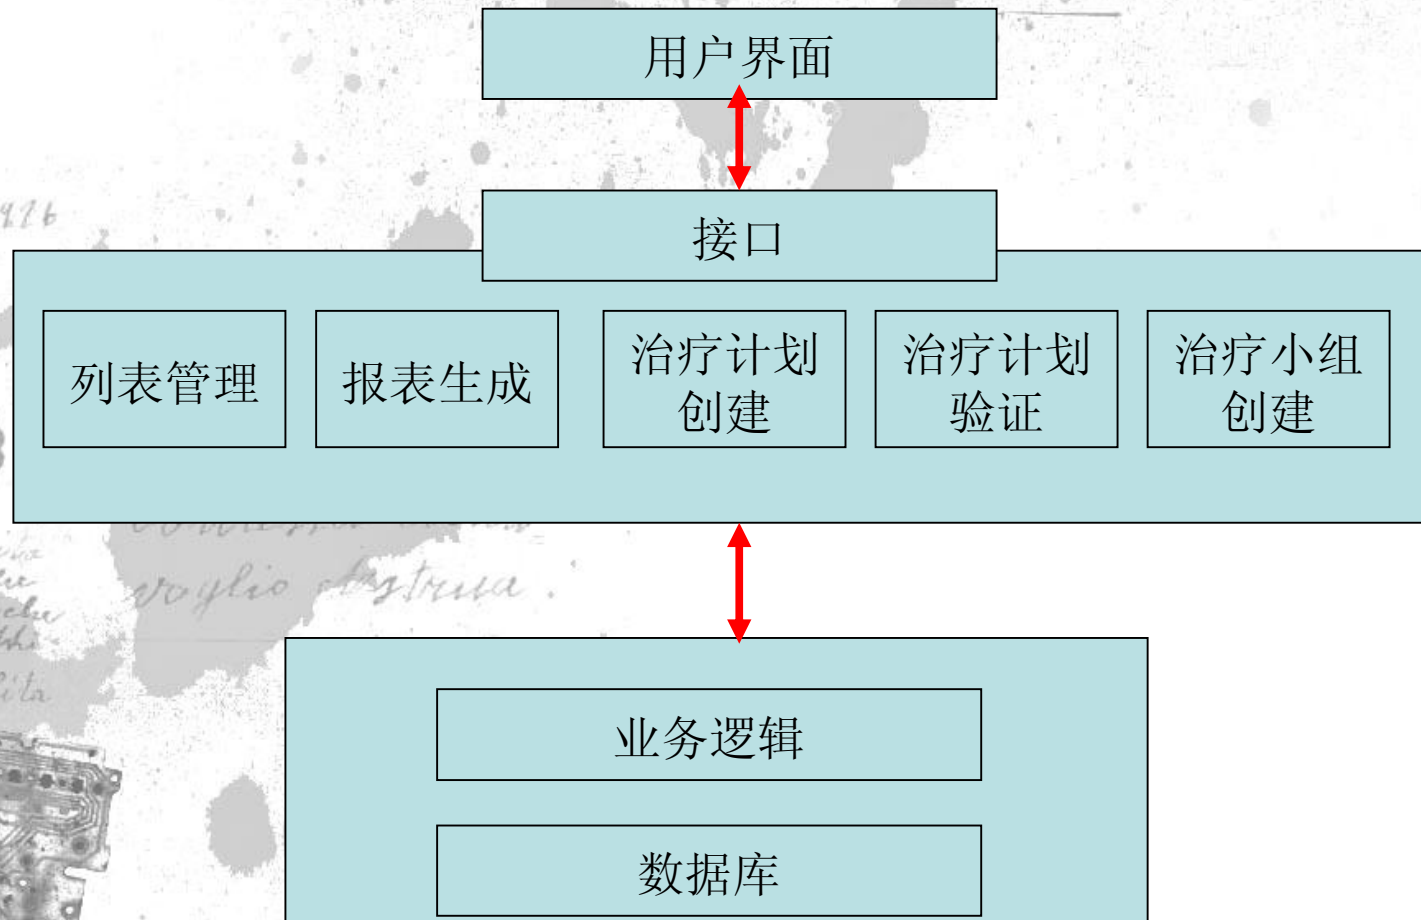 用户界面
接口
列表管理
报表生成
治疗计划
创建
治疗计划
验证
治疗小组
创建
voglio
业务逻辑
数据库